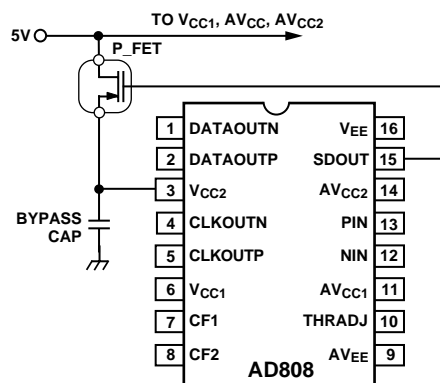 TO VCC1, AVCC, AVCC2
5V
P_FET
1 DATAOUTN
2 DATAOUTP
3 VCC2
4 CLKOUTN
5 CLKOUTP
6 VCC1
7 CF1
8 CF2
VEE 16
SDOUT 15
AVCC2 14
PIN 13
NIN 12
AVCC1 11
THRADJ 10
AVEE 9
BYPASS
CAP
AD808